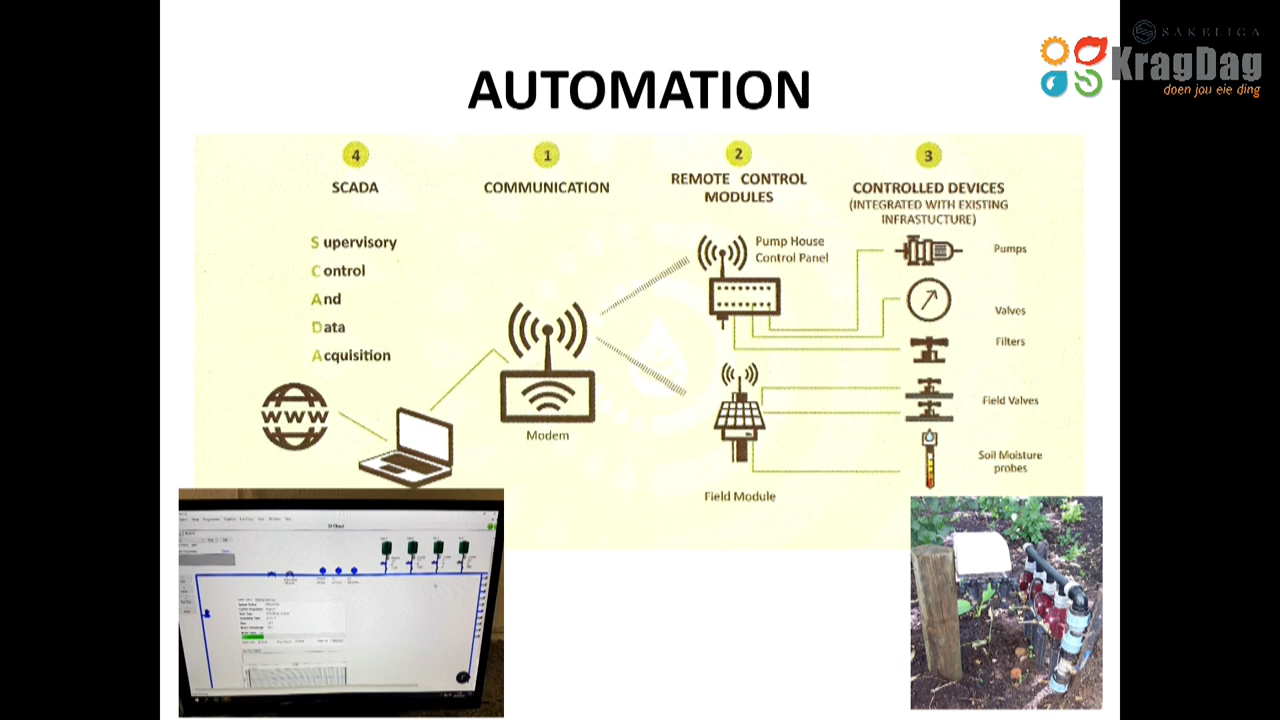 SAKELIGA
KragDag
doen jou eie ding
AUTOMATION
4
SCADA
Supervisory
Control
And
Data
Acquisition
WWW
1
COMMUNICATION
Modem
2
REMOTE CONTROL
MODULES
Pump House
Control Panel
Field Module
3
CONTROLLED DEVICES
(INTEGRATED WITH EXISTING
INFRASTUCTURE)
Pumps
Valves
Filters
Field Valves
Soil Moisture
probes